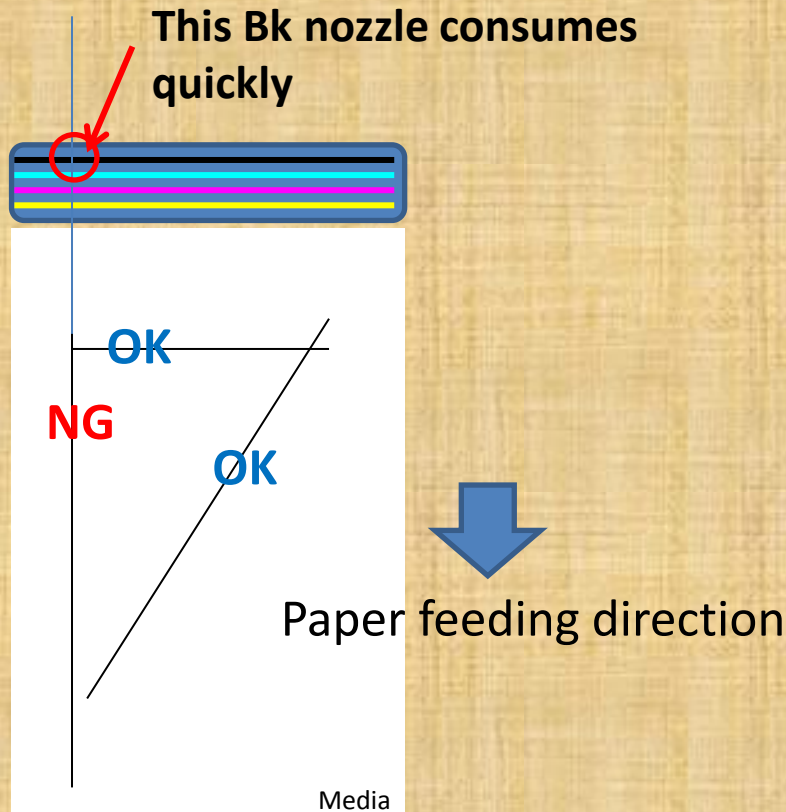 This Bk nozzle consumes
quickly
OK
NG
OK
Paper feeding direction
Media